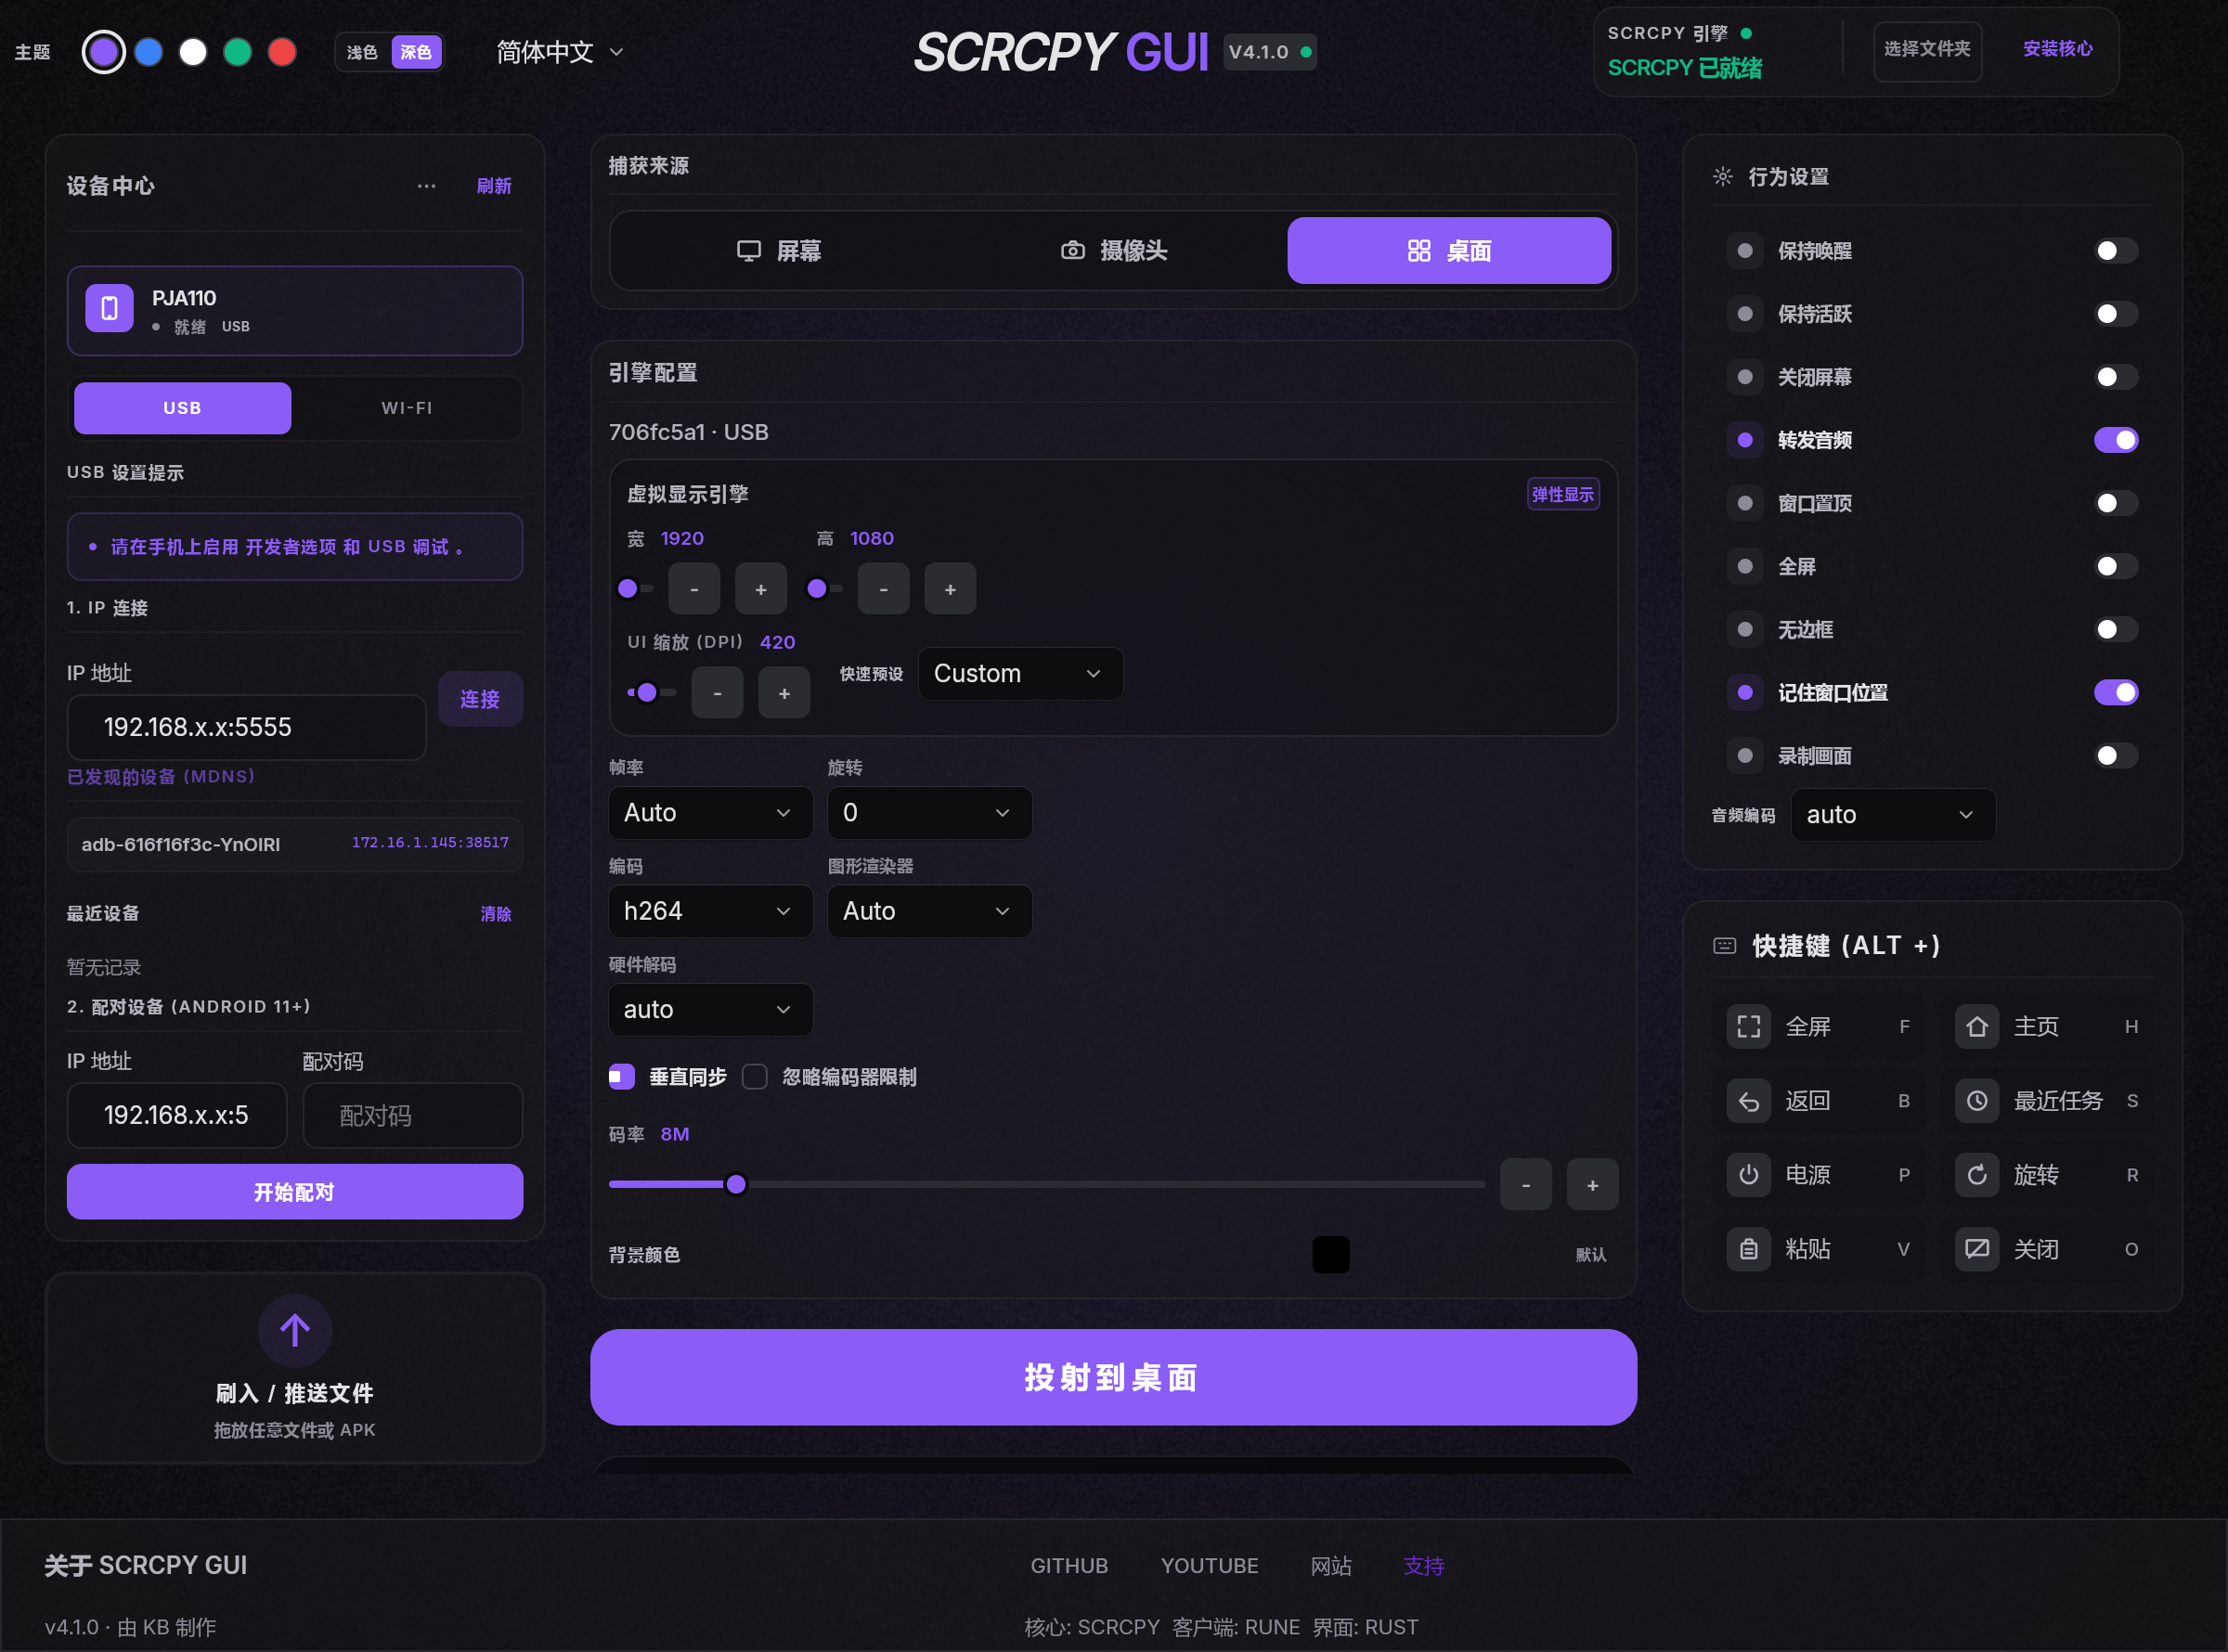 主题
浅色 深色
简体中文
SCRCPY GUI V4.1.0
SCRCPY 引擎
SCRCPY 已就绪
选择文件夹
安装核心
设备中心
···
刷新
PJA110
就绪 USB
USB WI-FI
USB 设置提示
请在手机上启用 开发者选项 和 USB 调试 。
1. IP 连接
IP 地址
192.168.x.x:5555
连接
已发现的设备 (MDNS)
adb-616f16f3c-YnOIRI 172.16.1.145:38517
最近设备 清除
暂无记录
2. 配对设备 (ANDROID 11+)
IP 地址 配对码
192.168.x.x:5 配对码
开始配对
刷入 / 推送文件
拖放任意文件或 APK
捕获来源
屏幕 摄像头 桌面
引擎配置
706fc5a1 · USB
虚拟显示引擎 弹性显示
宽 1920 高 1080
- + - +
UI 缩放 (DPI) 420
- +
快速预设 Custom
帧率 旋转
Auto 0
编码 图形渲染器
h264 Auto
硬件解码
auto
垂直同步 忽略编码器限制
码率 8M
- +
背景颜色 默认
投射到桌面
行为设置
保持唤醒
保持活跃
关闭屏幕
转发音频
窗口置顶
全屏
无边框
记住窗口位置
录制画面
音频编码 auto
快捷键 (ALT +)
全屏 F 主页 H
返回 B 最近任务 S
电源 P 旋转 R
粘贴 V 关闭 O
关于 SCRCPY GUI
v4.1.0 · 由 KB 制作
GITHUB YOUTUBE 网站 支持
核心: SCRCPY 客户端: RUNE 界面: RUST